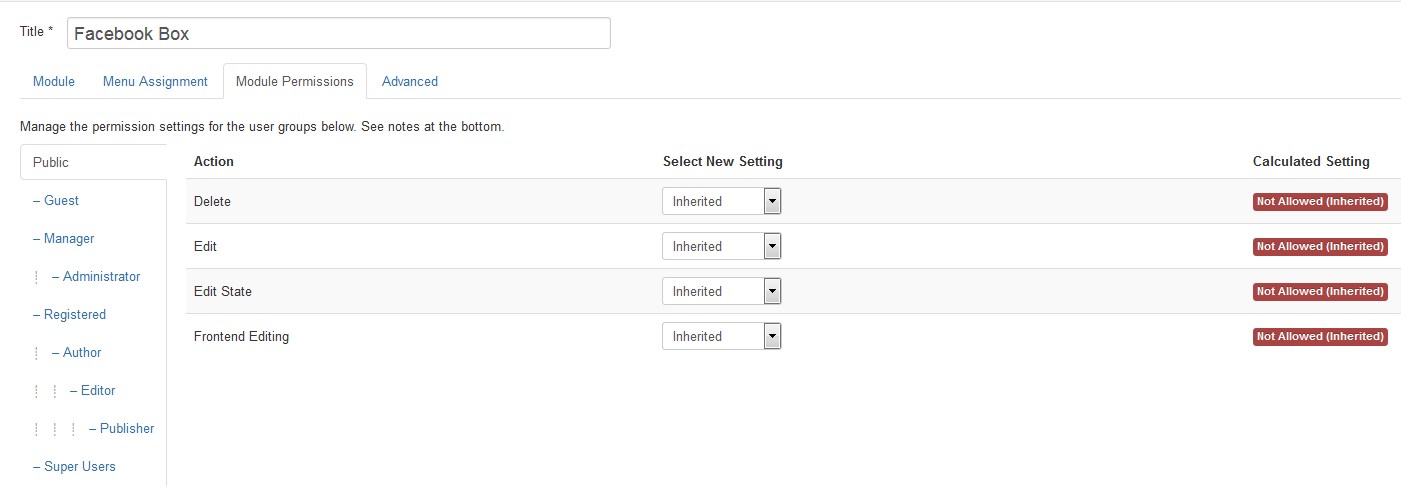 Title * Facebook Box
Module Menu Assignment Module Permissions Advanced
Manage the permission settings for the user groups below. See notes at the bottom.
Public
– Guest
– Manager
– Administrator
– Registered
– Author
– Editor
– Publisher
– Super Users
Action Select New Setting Calculated Setting
Delete Inherited Not Allowed (Inherited)
Edit Inherited Not Allowed (Inherited)
Edit State Inherited Not Allowed (Inherited)
Frontend Editing Inherited Not Allowed (Inherited)